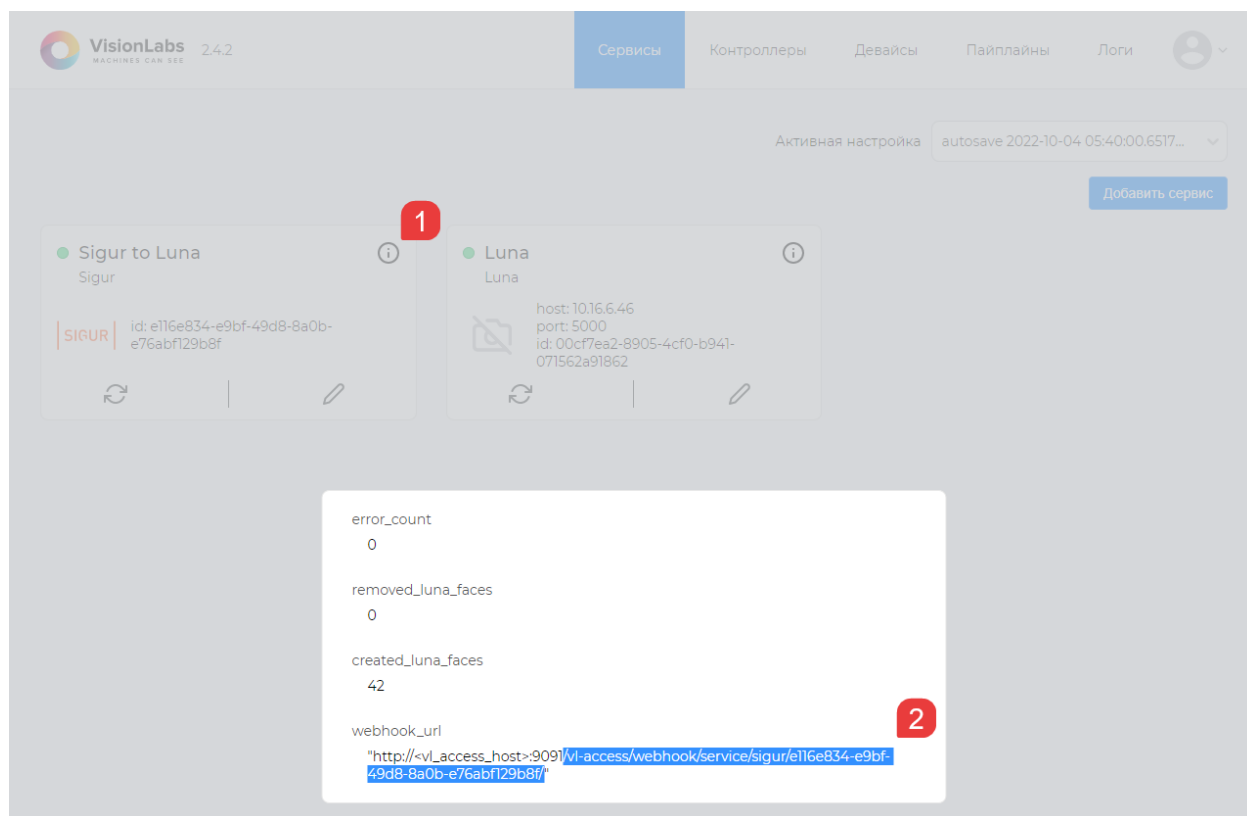 VisionLabs 2.4.2
MACHINES CAN SEE
Сервисы Контроллеры Девайсы Пайплайны Логи
Активная настройка autosave 2022-10-04 05:40:00.6517...
Добавить сервис
1
Sigur to Luna
Sigur
SIGUR
id: e116e834-e9bf-49d8-8a0b-
e76abf129b8f
Luna
Luna
host: 10.16.6.46
port: 5000
id: 00cf7ea2-8905-4cf0-b941-
071562a91862
error_count
0
removed_luna_faces
0
created_luna_faces
42
2
webhook_url
"http://<vl_access_host>:9091/vl-access/webhook/service/sigur/e116e834-e9bf-
49d8-8a0b-e76abf129b8f/"